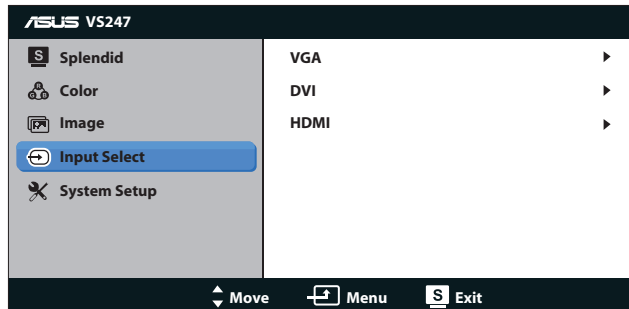 ASUS VS247
S Splendid
R G B Color
Image
Input Select
System Setup
VGA
DVI
HDMI
Move Menu S Exit